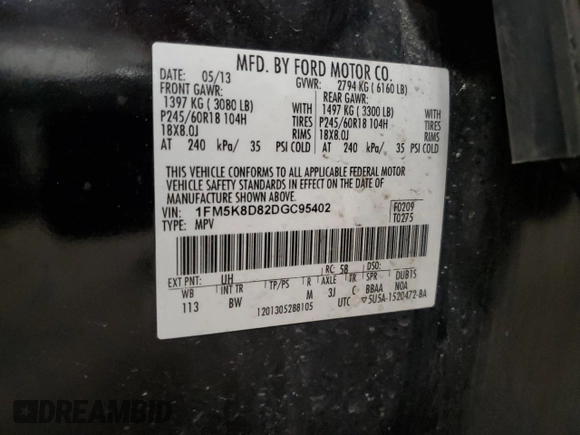 MFD. BY FORD MOTOR CO.
DATE: 05/13 GVWR: 2794 KG ( 6160 LB)
FRONT GAWR: REAR GAWR:
1397 KG ( 3080 LB) WITH 1497 KG ( 3300 LB) WITH
P245/60R18 104H TIRES P245/60R18 104H TIRES
18X8.0J RIMS 18X8.0J RIMS
AT 240 kPa/ 35 PSI COLD AT 240 kPa/ 35 PSI COLD
THIS VEHICLE CONFORMS TO ALL APPLICABLE FEDERAL MOTOR
VEHICLE SAFETY STANDARDS IN EFFECT ON THE DATE OF
MANUFACTURE SHOWN ABOVE.
VIN: 1FM5K8D82DGC95402 F0209
TYPE: MPV T0275
EXT PNT: UH RC: 58 DSO:
WB INT TR TP/PS R AXLE TR SPR DUBTS
113 BW M 3J C BBAA NOA
1201305288105 UTC ▽5U5A-1520472-BA
DREAMBID